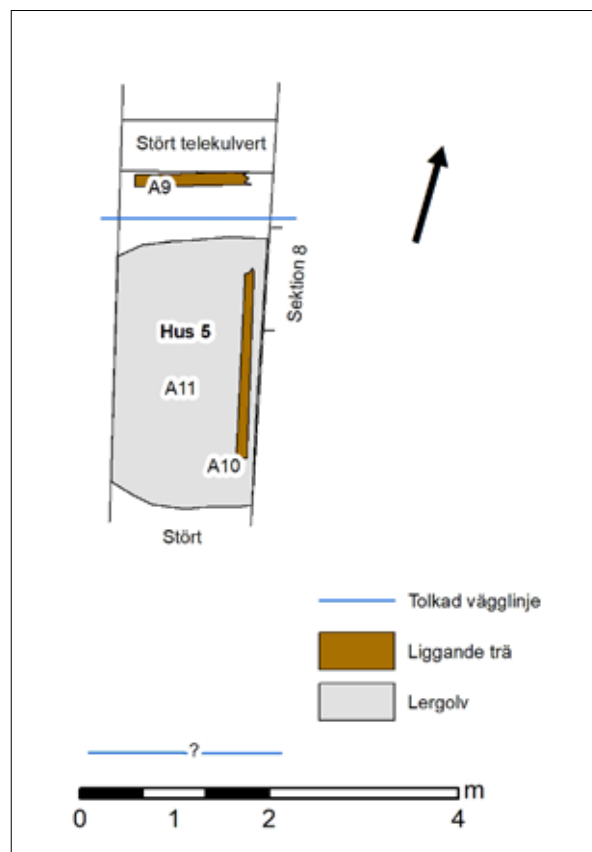 Stört telekulvert
A9
Sektion 8
Hus 5
A11
A10
Stört
Tolkad vägglinje
Liggande trä
Lergolv
?
m
0 1 2 4